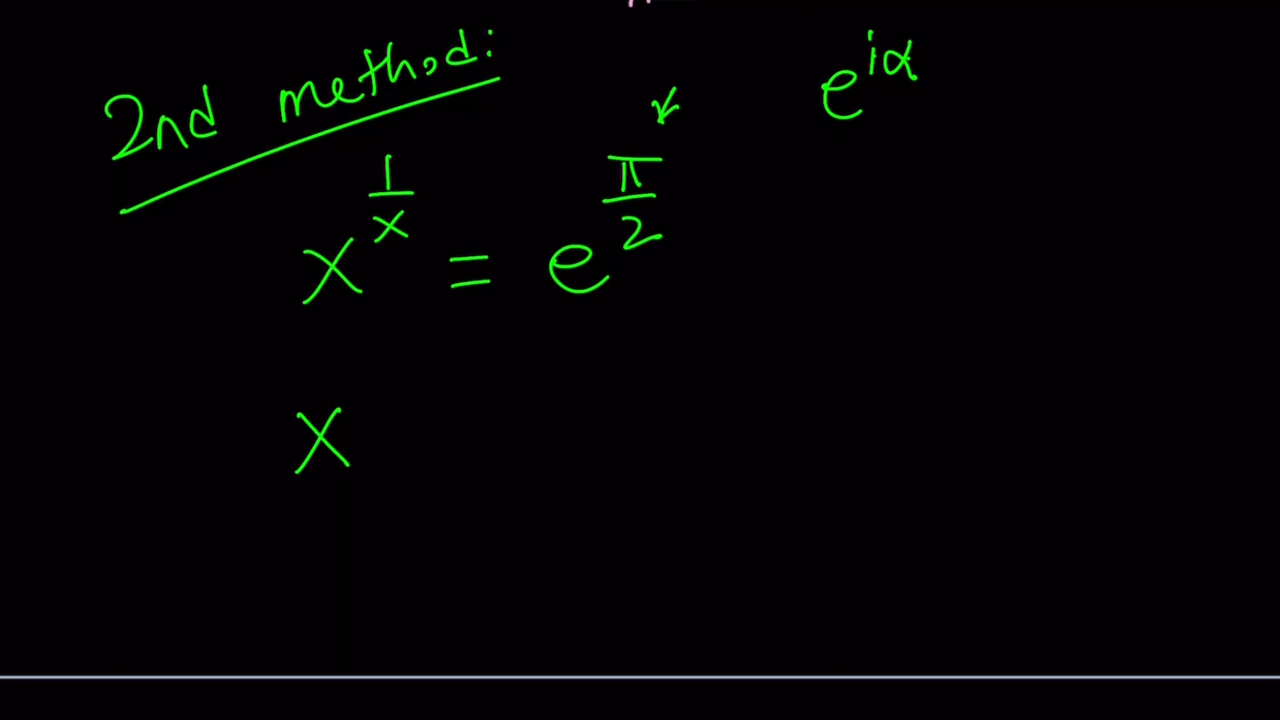 2nd method:
e^{iα}
x^{1/x} = e^{π/2}
x